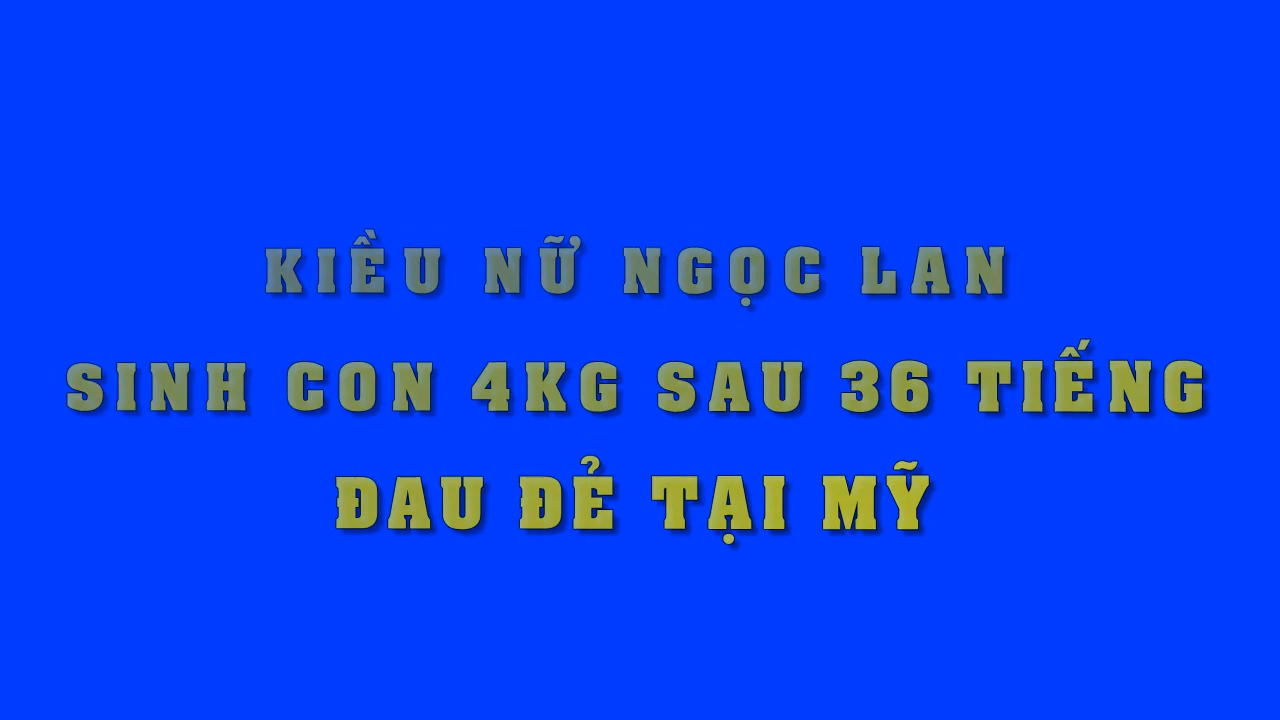 KIỀU NỮ NGỌC LAN
SINH CON 4KG SAU 36 TIẾNG
ĐAU ĐẺ TẠI MỸ